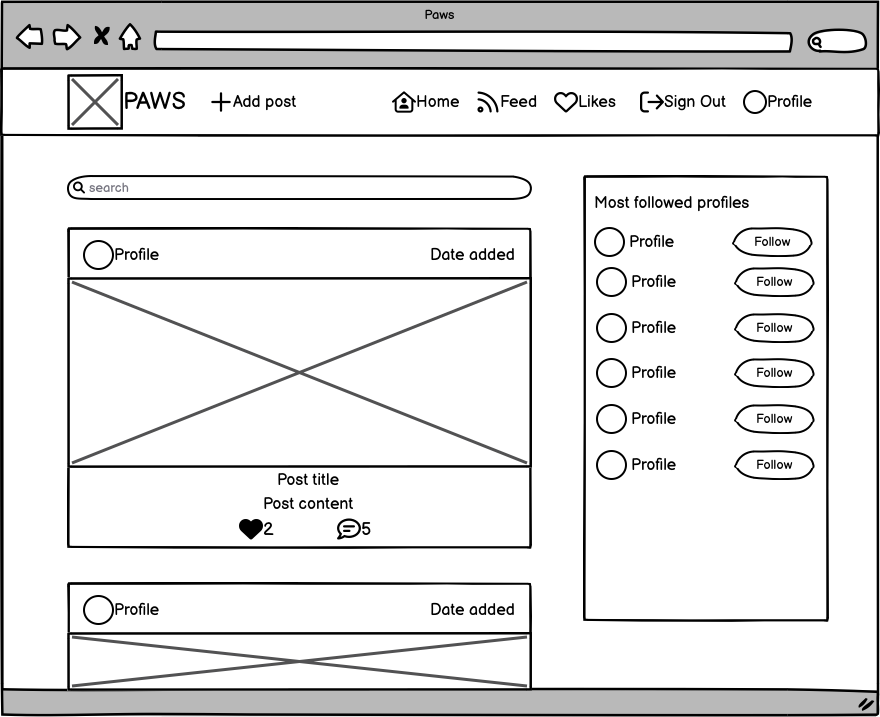 Paws
PAWS Add post Home Feed Likes Sign Out Profile
search
Profile Date added
Post title
Post content
2 5
Profile Date added
Most followed profiles
Profile Follow
Profile Follow
Profile Follow
Profile Follow
Profile Follow
Profile Follow